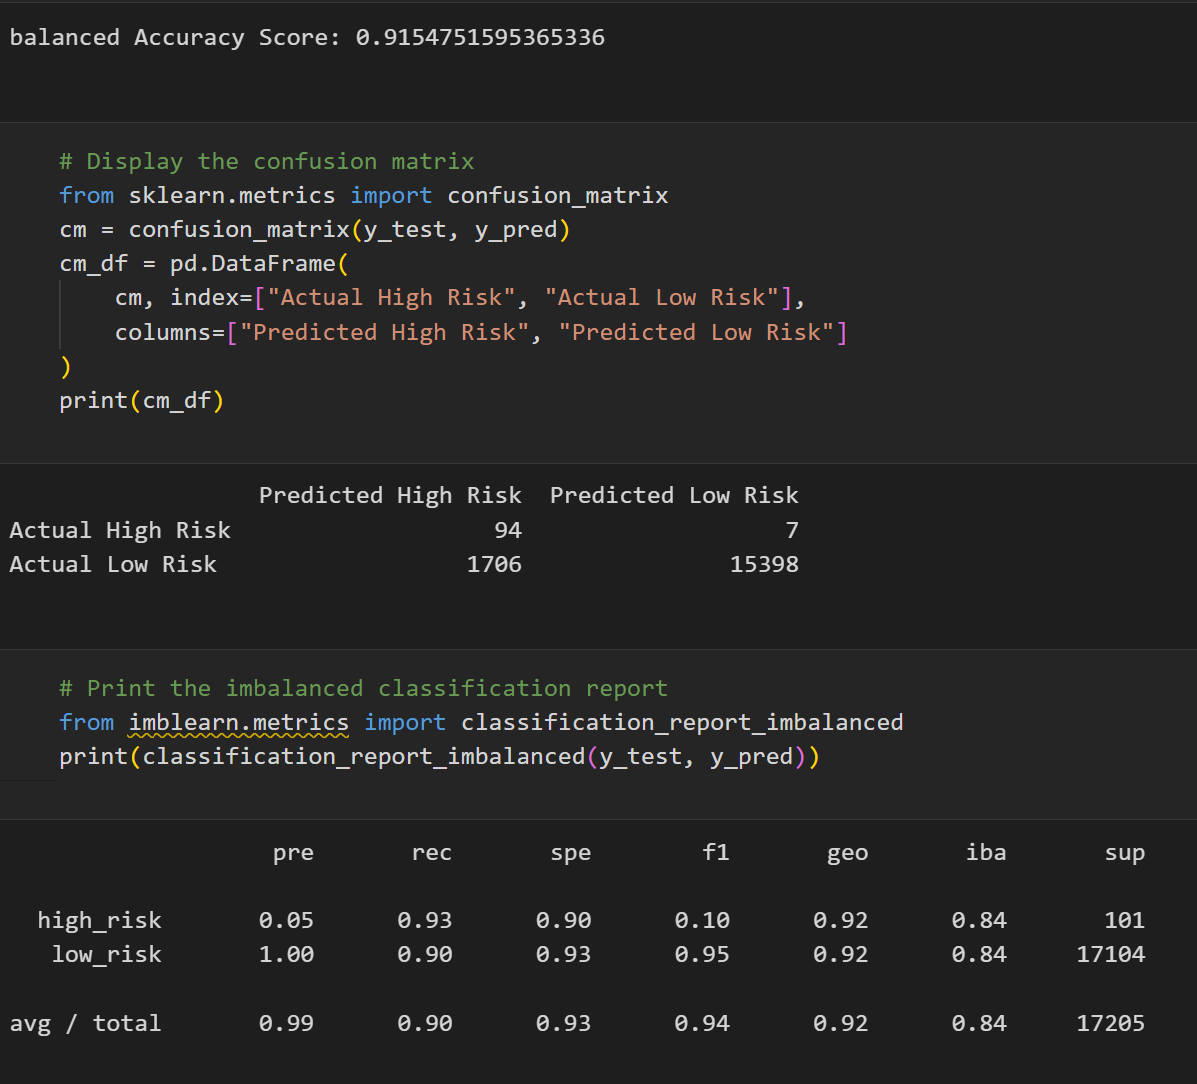 balanced Accuracy Score: 0.9154751595365336
# Display the confusion matrix
from sklearn.metrics import confusion_matrix
cm = confusion_matrix(y_test, y_pred)
cm_df = pd.DataFrame(
    cm, index=["Actual High Risk", "Actual Low Risk"],
    columns=["Predicted High Risk", "Predicted Low Risk"]
)
print(cm_df)
Predicted High Risk  Predicted Low Risk
Actual High Risk                   94                   7
Actual Low Risk                  1706               15398
# Print the imbalanced classification report
from imblearn.metrics import classification_report_imbalanced
print(classification_report_imbalanced(y_test, y_pred))
pre       rec       spe        f1       geo       iba       sup
high_risk       0.05      0.93      0.90      0.10      0.92      0.84       101
low_risk       1.00      0.90      0.93      0.95      0.92      0.84     17104
avg / total       0.99      0.90      0.93      0.94      0.92      0.84     17205